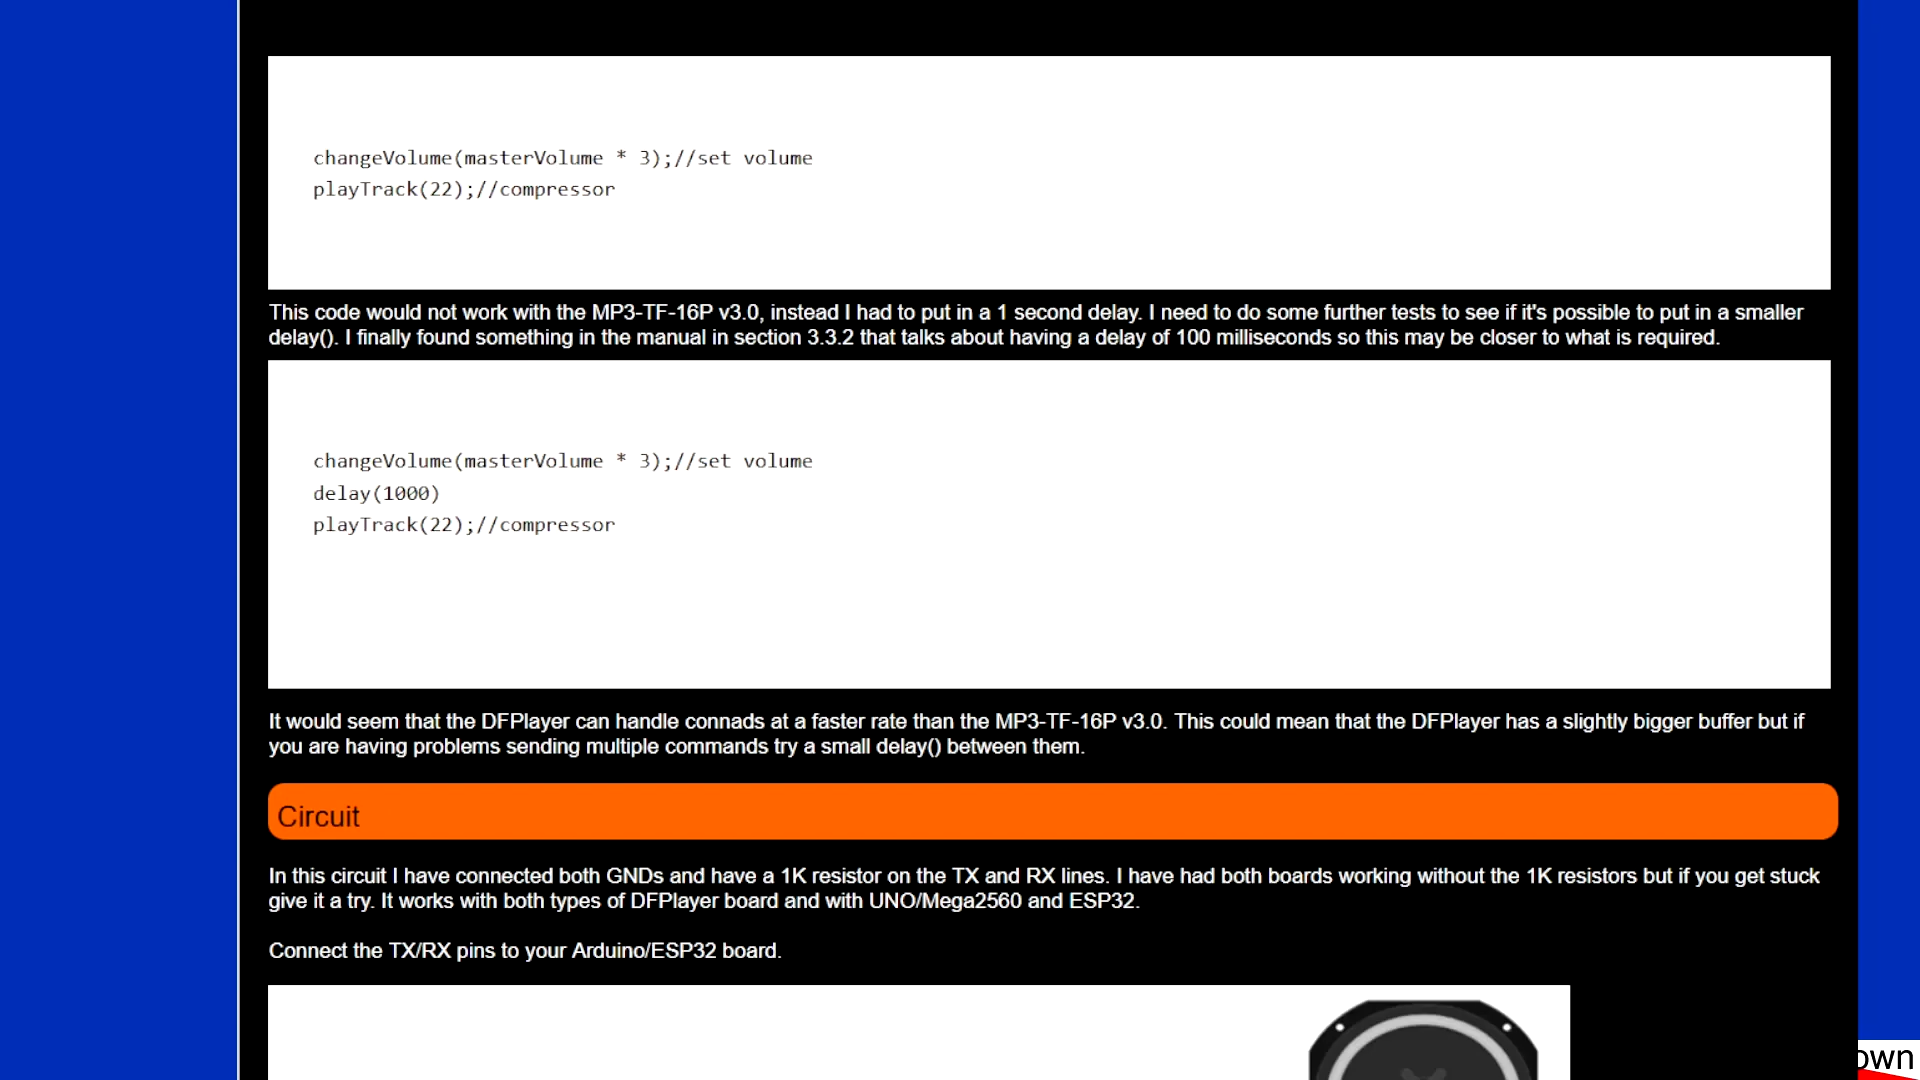 changeVolume(masterVolume * 3);//set volume
playTrack(22);//compressor
This code would not work with the MP3-TF-16P v3.0, instead I had to put in a 1 second delay. I need to do some further tests to see if it's possible to put in a smaller
delay(). I finally found something in the manual in section 3.3.2 that talks about having a delay of 100 milliseconds so this may be closer to what is required.
changeVolume(masterVolume * 3);//set volume
delay(1000)
playTrack(22);//compressor
It would seem that the DFPlayer can handle connads at a faster rate than the MP3-TF-16P v3.0. This could mean that the DFPlayer has a slightly bigger buffer but if
you are having problems sending multiple commands try a small delay() between them.
Circuit
In this circuit I have connected both GNDs and have a 1K resistor on the TX and RX lines. I have had both boards working without the 1K resistors but if you get stuck
give it a try. It works with both types of DFPlayer board and with UNO/Mega2560 and ESP32.
Connect the TX/RX pins to your Arduino/ESP32 board.
own